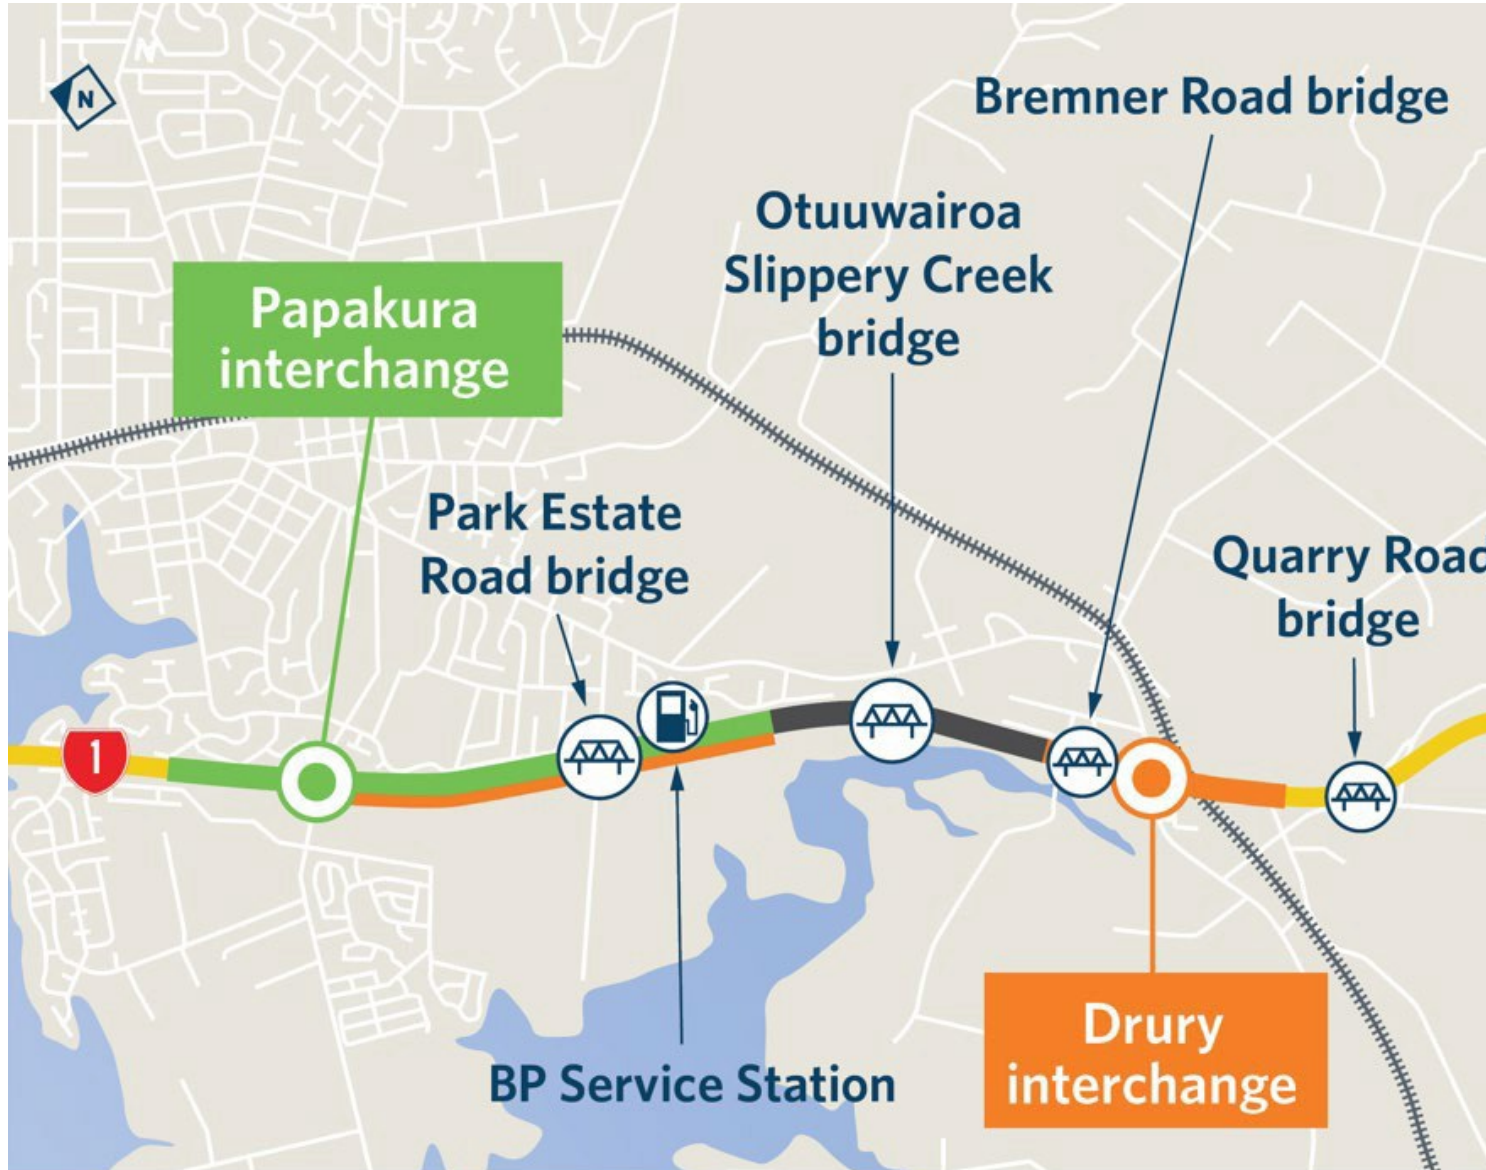 N
N
Bremner Road bridge
Otuuwairoa
Slippery Creek
bridge
Papakura
interchange
Park Estate
Road bridge
Quarry Road
bridge
1
BP Service Station
Drury
interchange